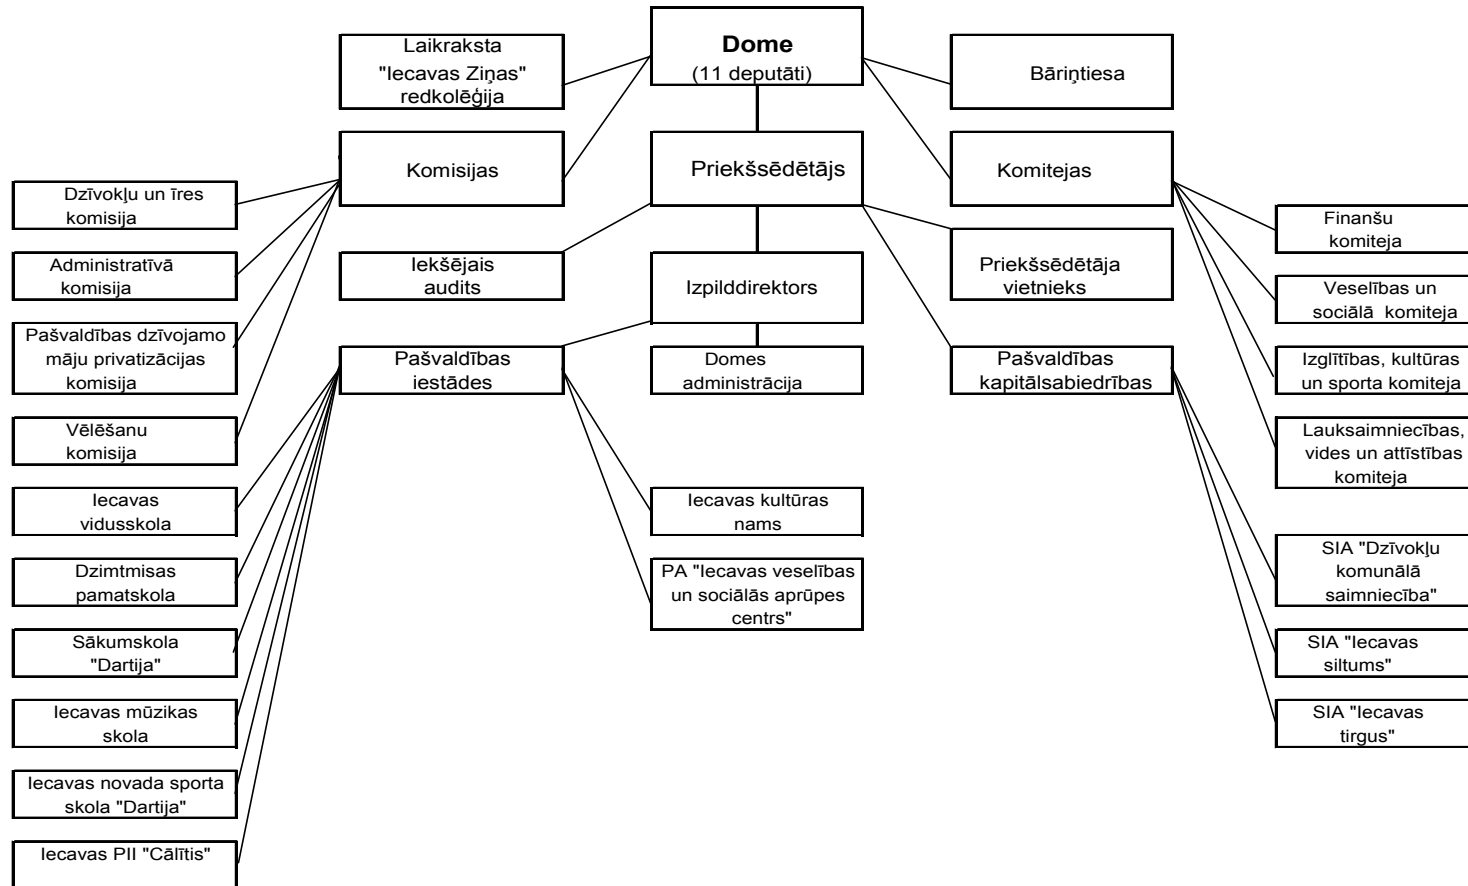 Dome
(11 deputāti)
Laikraksta
"Iecavas Ziņas"
redkolēģija
Bāriņtiesa
Komisijas
Priekšsēdētājs
Komitejas
Dzīvokļu un īres
komisija
Administratīvā
komisija
Pašvaldības dzīvojamo
māju privatizācijas
komisija
Vēlēšanu
komisija
Iekšējais
audits
Izpilddirektors
Priekšsēdētāja
vietnieks
Finanšu
komiteja
Veselības un
sociālā komiteja
Izglītības, kultūras
un sporta komiteja
Lauksaimniecības,
vides un attīstības
komiteja
Pašvaldības
iestādes
Domes
administrācija
Pašvaldības
kapitālsabiedrības
Iecavas
vidusskola
Dzimtmisas
pamatskola
Sākumskola
"Dartija"
Iecavas mūzikas
skola
Iecavas novada sporta
skola "Dartija"
Iecavas PII "Cālītis"
Iecavas kultūras
nams
PA "Iecavas veselības
un sociālās aprūpes
centrs"
SIA "Dzīvokļu
komunālā
saimniecība"
SIA "Iecavas
siltums"
SIA "Iecavas
tirgus"